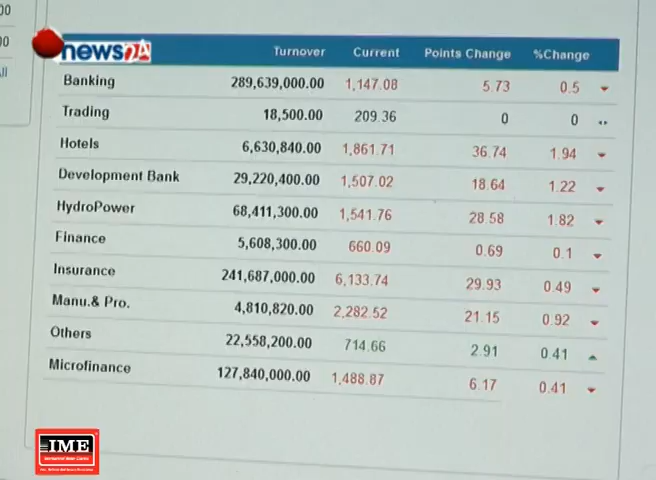 00
00
All
news24
Turnover Current Points Change %Change
Banking 289,639,000.00 1,147.08 5.73 0.5
Trading 18,500.00 209.36 0 0
Hotels 6,630,840.00 1,861.71 36.74 1.94
Development Bank 29,220,400.00 1,507.02 18.64 1.22
HydroPower 68,411,300.00 1,541.76 28.58 1.82
Finance 5,608,300.00 660.09 0.69 0.1
Insurance 241,687,000.00 6,133.74 29.93 0.49
Manu.& Pro. 4,810,820.00 2,282.52 21.15 0.92
Others 22,558,200.00 714.66 2.91 0.41
Microfinance 127,840,000.00 1,488.87 6.17 0.41
IME